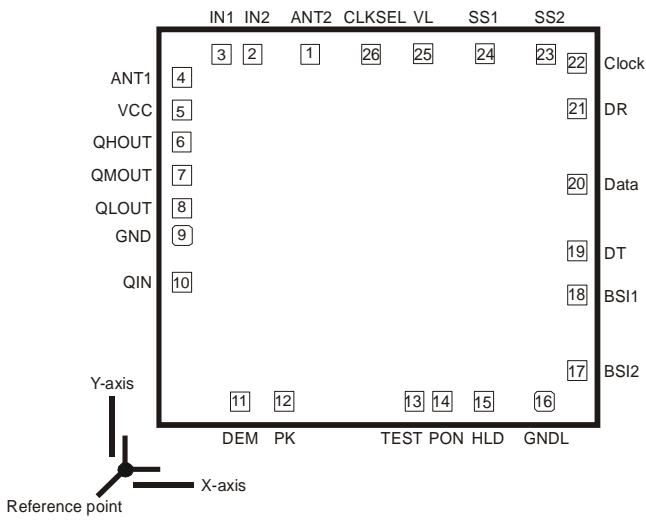 IN1 IN2 ANT2 CLKSEL VL SS1 SS2
3 2 1 26 25 24 23
22 Clock
ANT1 4
VCC 5
21 DR
QHOUT 6
QMOUT 7
20 Data
QLOUT 8
GND 9
19 DT
QIN 10
18 BSI1
17 BSI2
Y-axis
11 12 13 14 15 16
DEM PK TEST PON HLD GNDL
X-axis
Reference point